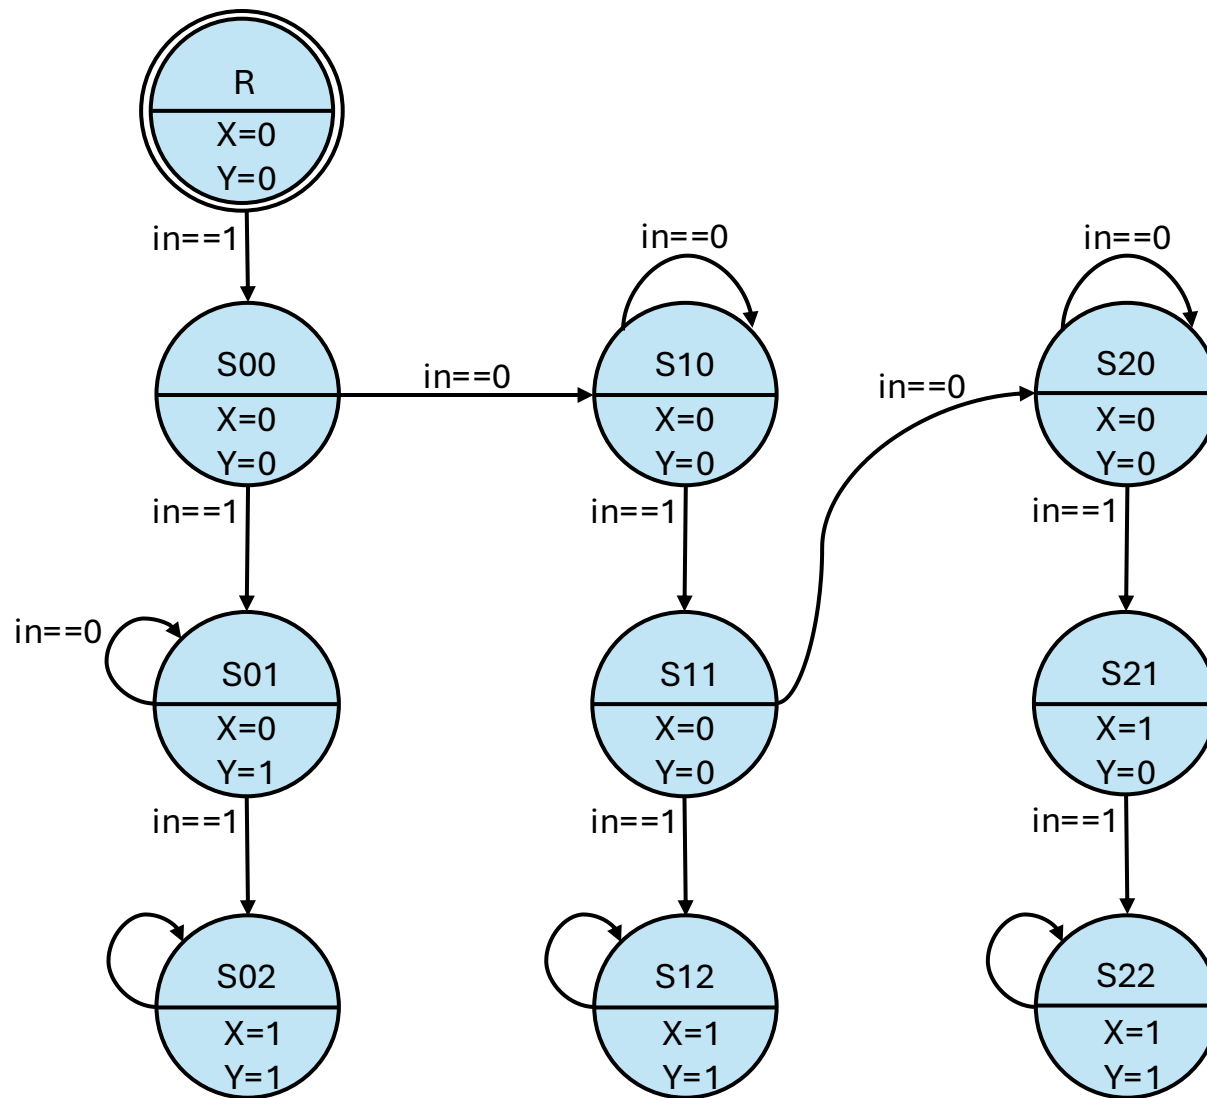 R
X=0
Y=0
in==1
in==0
in==0
S00
X=0
Y=0
in==0
S10
X=0
Y=0
in==0
S20
X=0
Y=0
in==1
in==1
in==1
in==0
S01
X=0
Y=1
S11
X=0
Y=0
S21
X=1
Y=0
in==1
in==1
in==1
S02
X=1
Y=1
S12
X=1
Y=1
S22
X=1
Y=1